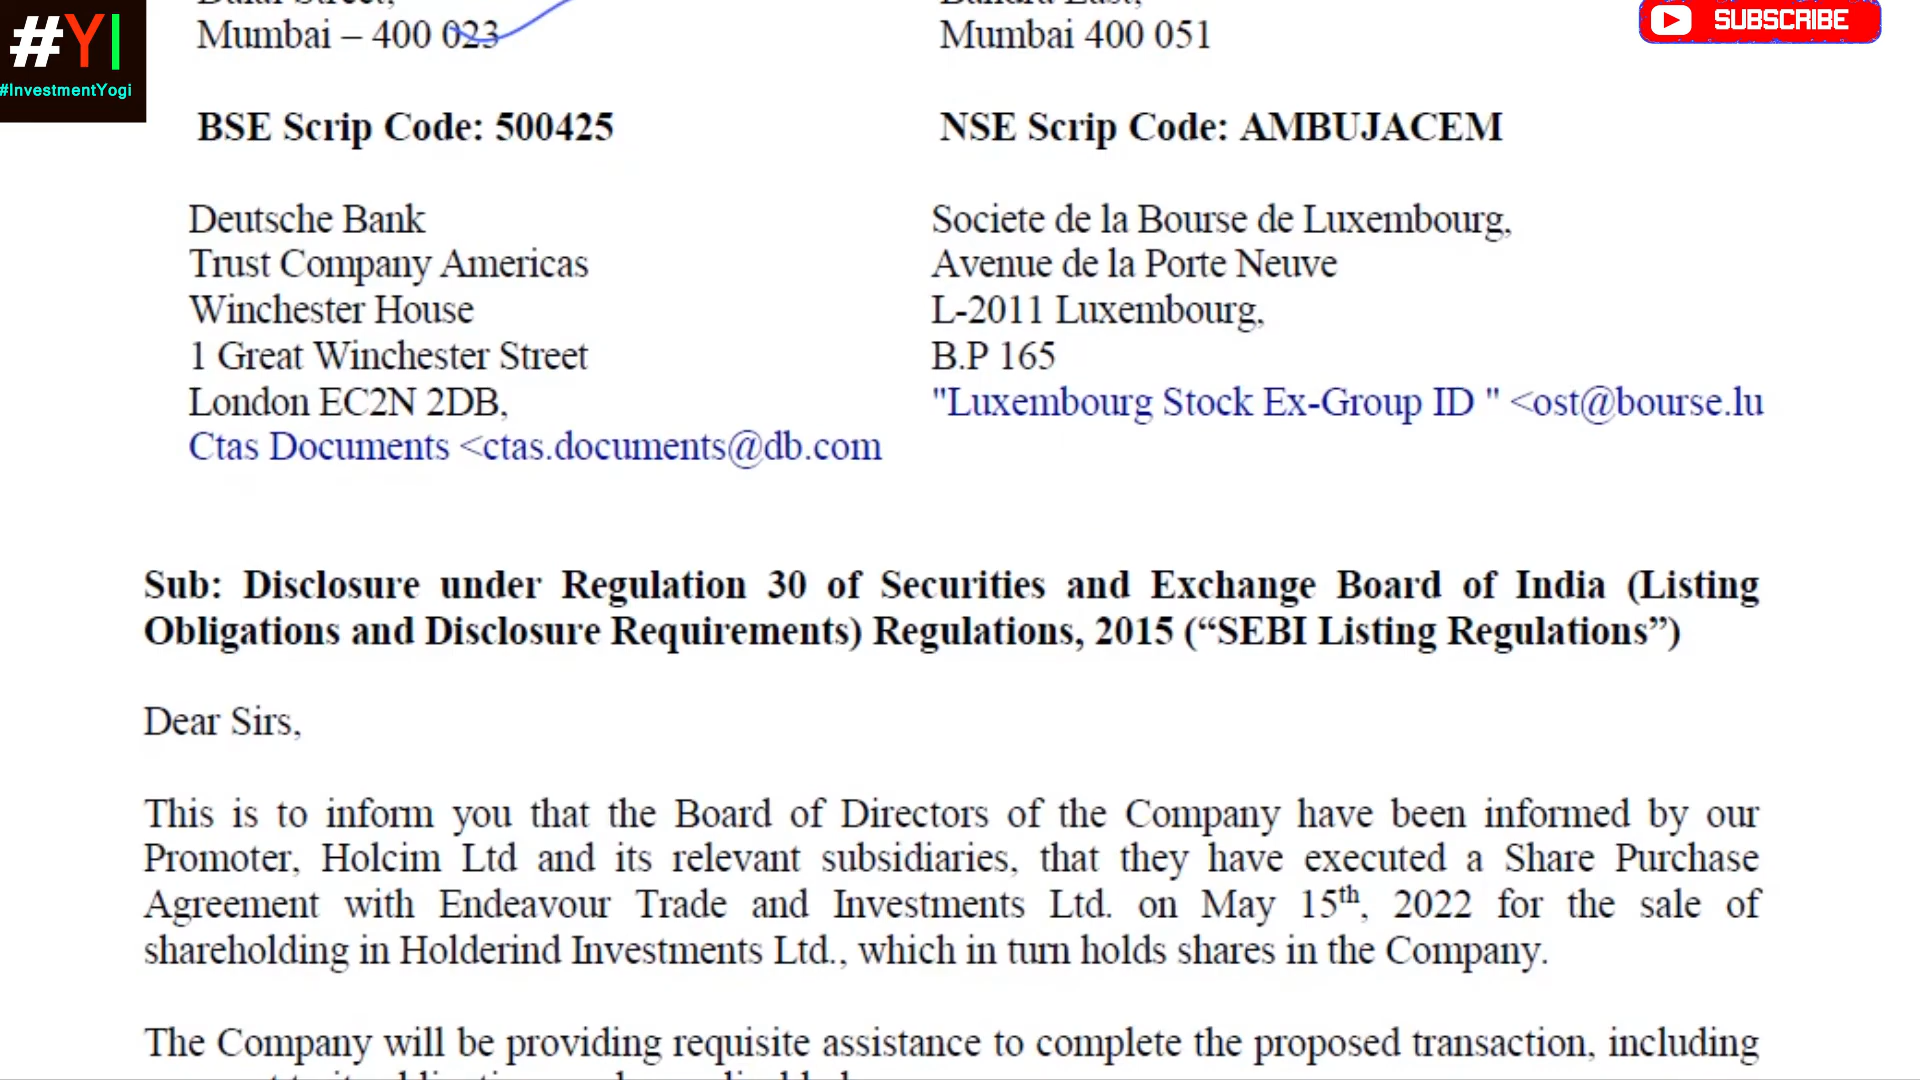 #YI
#InvestmentYogi
SUBSCRIBE
Dalal Street,
Mumbai – 400 023
Bandra East,
Mumbai 400 051
BSE Scrip Code: 500425
NSE Scrip Code: AMBUJACEM
Deutsche Bank
Trust Company Americas
Winchester House
1 Great Winchester Street
London EC2N 2DB,
Ctas Documents <ctas.documents@db.com
Societe de la Bourse de Luxembourg,
Avenue de la Porte Neuve
L-2011 Luxembourg,
B.P 165
"Luxembourg Stock Ex-Group ID " <ost@bourse.lu
Sub: Disclosure under Regulation 30 of Securities and Exchange Board of India (Listing
Obligations and Disclosure Requirements) Regulations, 2015 (“SEBI Listing Regulations”)
Dear Sirs,
This is to inform you that the Board of Directors of the Company have been informed by our
Promoter, Holcim Ltd and its relevant subsidiaries, that they have executed a Share Purchase
Agreement with Endeavour Trade and Investments Ltd. on May 15th, 2022 for the sale of
shareholding in Holderind Investments Ltd., which in turn holds shares in the Company.
The Company will be providing requisite assistance to complete the proposed transaction, including